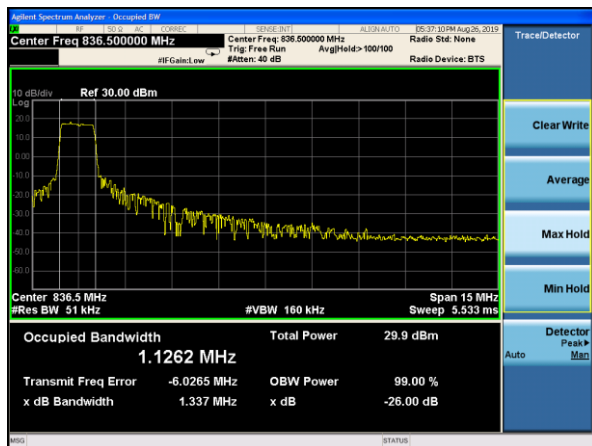 Agilent Spectrum Analyzer - Occupied BW
RF 50 Ω AC CORREC SENSE:INT ALIGNAUTO 05:37:10 PM Aug 26, 2019
Center Freq 836.500000 MHz Center Freq: 836.500000 MHz Radio Std: None
Trig: Free Run Avg|Hold:> 100/100
#IFGain:Low #Atten: 40 dB Radio Device: BTS
Trace/Detector
10 dB/div Ref 30.00 dBm
Log
20.0
10.0
0.00
-10.0
-20.0
-30.0
-40.0
-50.0
-60.0
Center 836.5 MHz Span 15 MHz
#Res BW 51 kHz #VBW 160 kHz Sweep 5.533 ms
Occupied Bandwidth Total Power 29.9 dBm
1.1262 MHz
Transmit Freq Error -6.0265 MHz OBW Power 99.00 %
x dB Bandwidth 1.337 MHz x dB -26.00 dB
Clear Write
Average
Max Hold
Min Hold
Detector
Peak▶
Auto Man
MSG STATUS